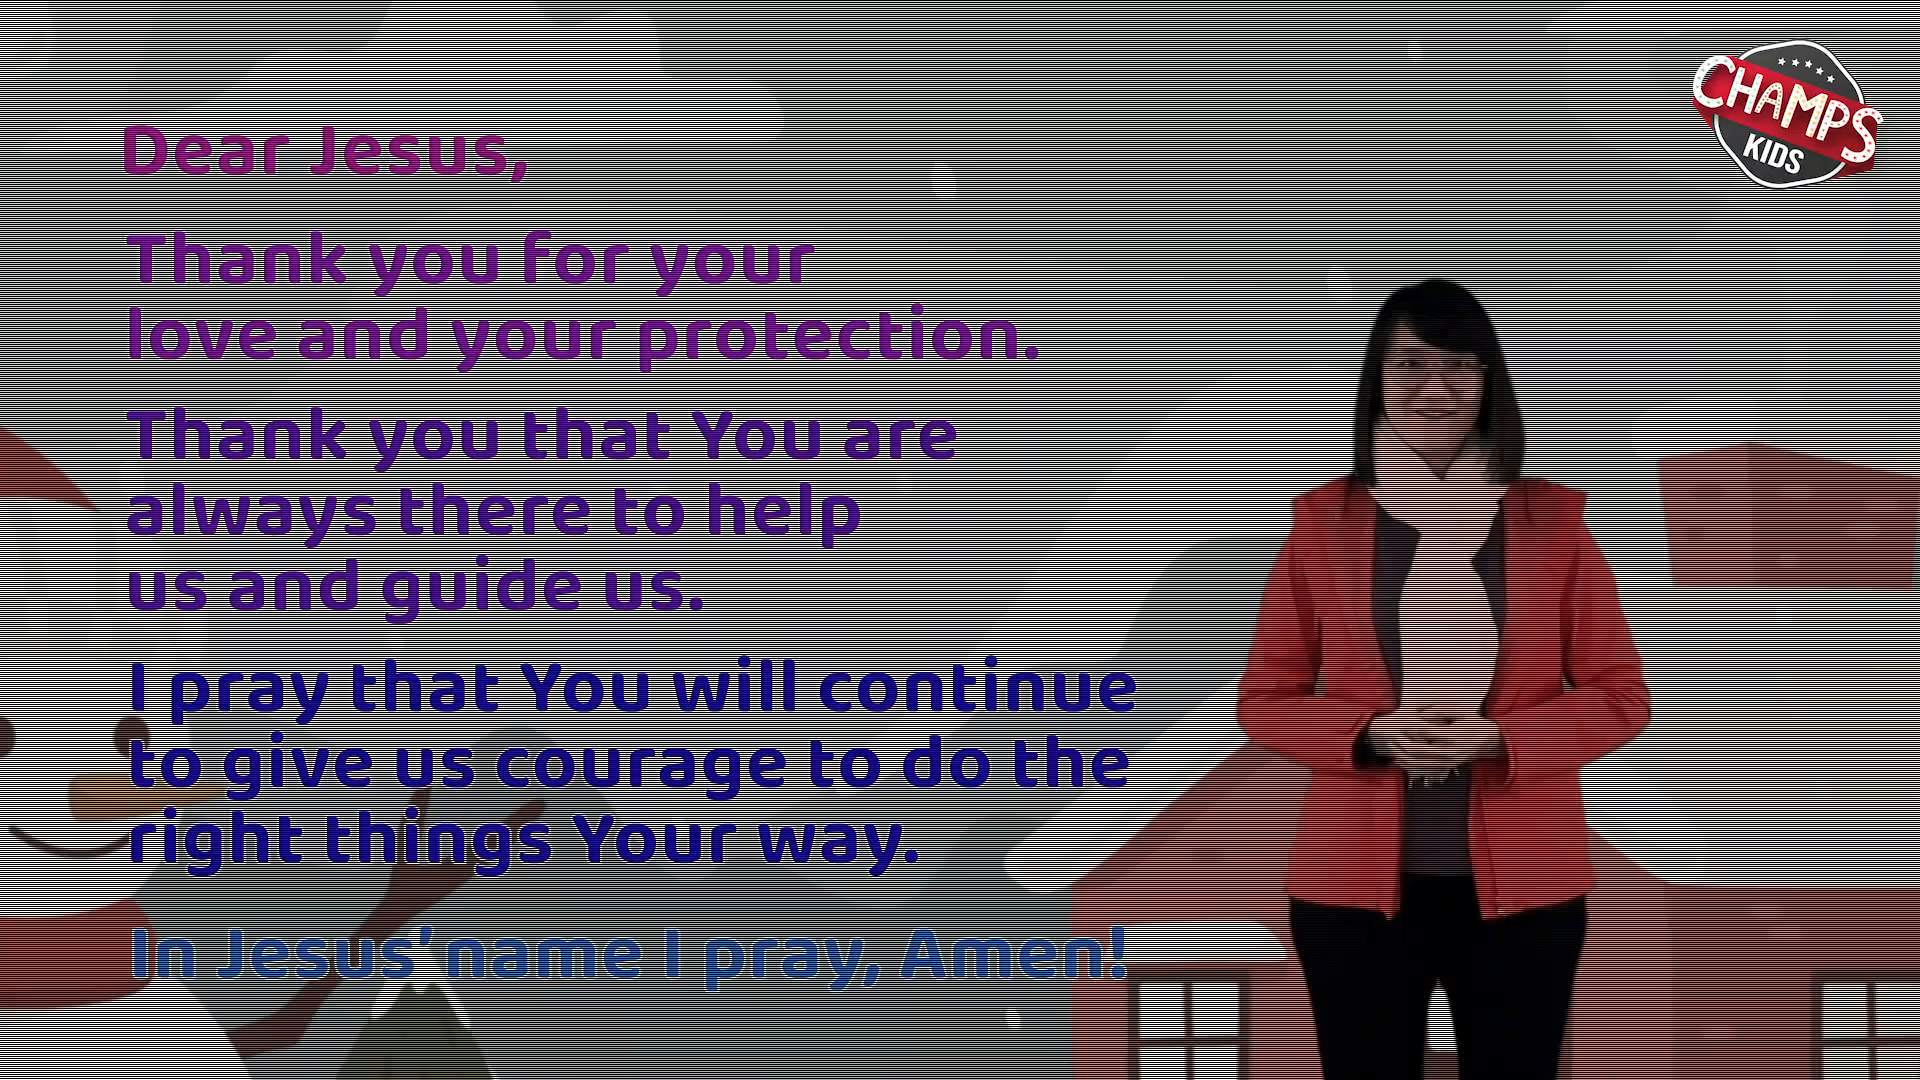 CHAMPS
KIDS
Dear Jesus,
Thank you for your
love and your protection.
Thank you that You are
always there to help
us and guide us.
I pray that You will continue
to give us courage to do the
right things Your way.
In Jesus' name I pray, Amen!